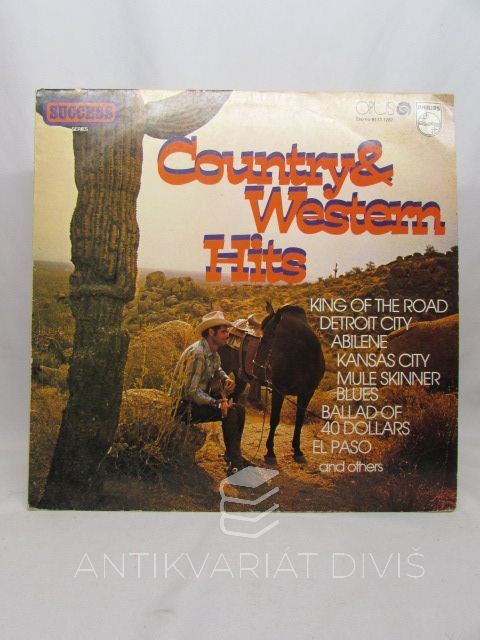 SUCCESS
SERIES
OPUS
PHILIPS
Country &
Western
Hits
KING OF THE ROAD
DETROIT CITY
ABILENE
KANSAS CITY
MULE SKINNER
BLUES
BALLAD OF
40 DOLLARS
EL PASO
and others
ANTIKVARIÁT DIVIŠ